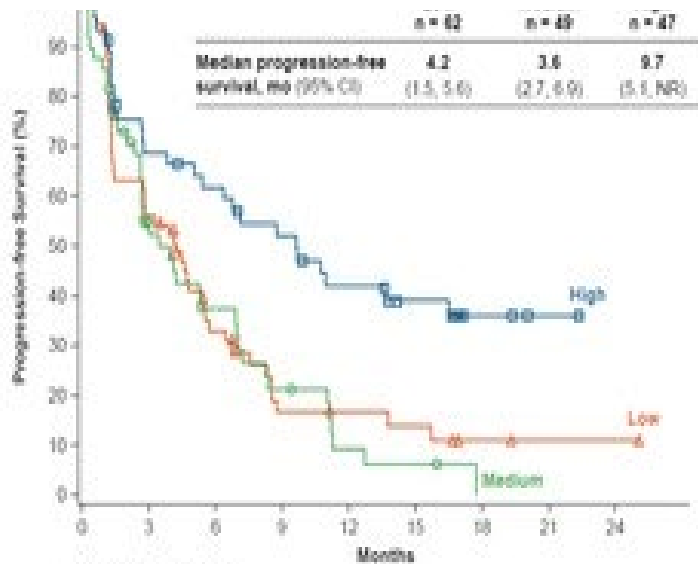 n = 62 n = 49 n = 47
Median progression-free 4.2 3.6 9.7
survival, mo (95% CI) (1.5, 5.6) (2.7, 6.9) (5.1, NR)
Progression-free Survival (%)
90
80
70
60
50
40
30
20
10
0
High
Low
Medium
0 3 6 9 12 15 18 21 24
Months